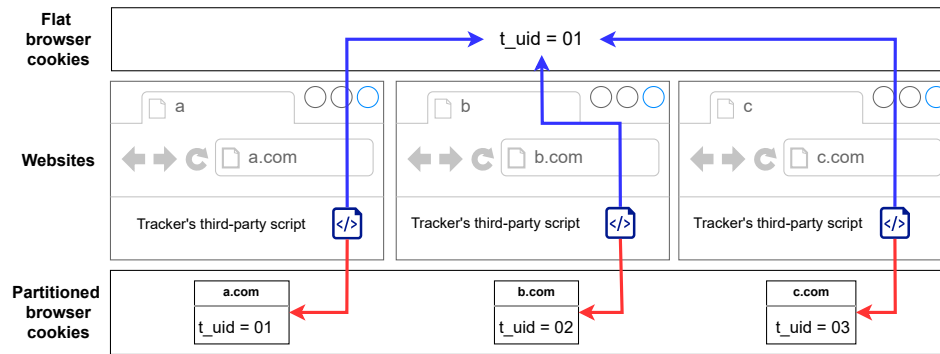 Flat
browser
cookies
t_uid = 01
Websites
a
b
c
a.com
b.com
c.com
Tracker's third-party script
</>
Tracker's third-party script
</>
Tracker's third-party script
</>
Partitioned
browser
cookies
a.com
t_uid = 01
b.com
t_uid = 02
c.com
t_uid = 03